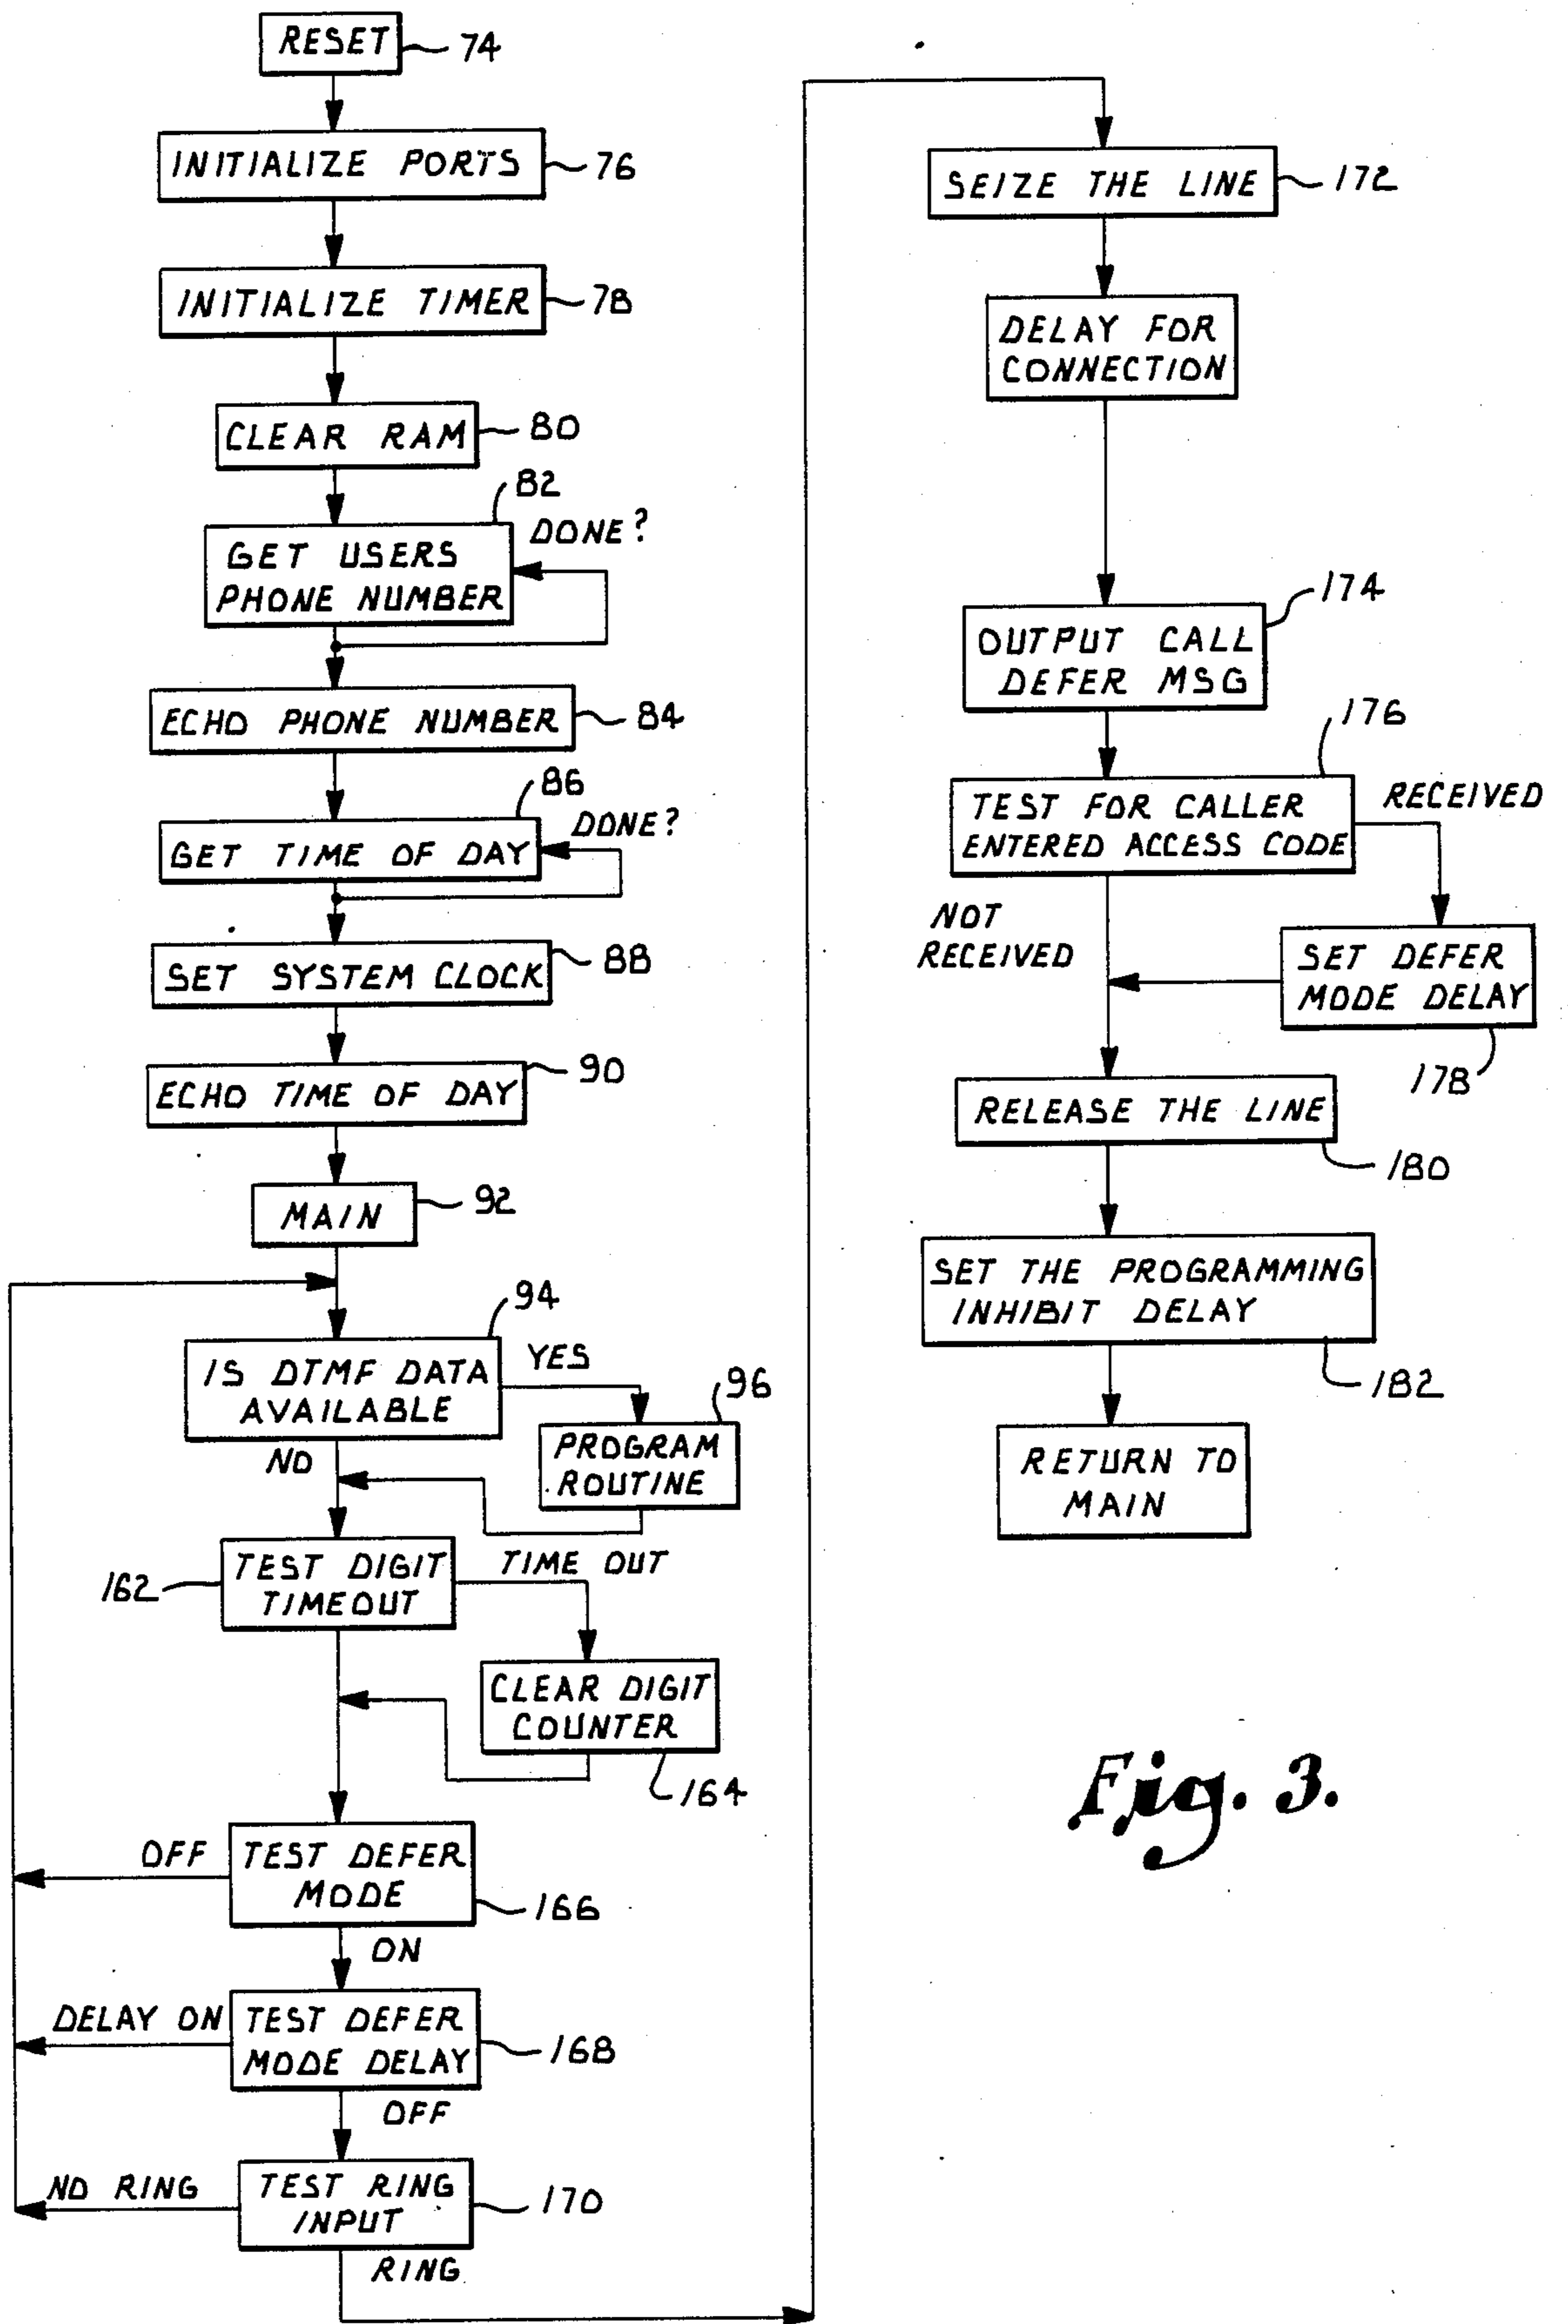 RESET
74
INITIALIZE PORTS
76
INITIALIZE TIMER
78
CLEAR RAM
80
82
DONE?
GET USERS
PHONE NUMBER
ECHO PHONE NUMBER
84
86
DONE?
GET TIME OF DAY
SET SYSTEM CLOCK
88
ECHO TIME OF DAY
90
MAIN
92
94
IS DTMF DATA
AVAILABLE
YES
96
NO
PROGRAM
ROUTINE
162
TEST DIGIT
TIMEOUT
TIME OUT
CLEAR DIGIT
COUNTER
164
OFF
TEST DEFER
MODE
166
ON
DELAY ON
TEST DEFER
MODE DELAY
168
OFF
NO RING
TEST RING
INPUT
170
RING
SEIZE THE LINE
172
DELAY FOR
CONNECTION
174
OUTPUT CALL
DEFER MSG
176
TEST FOR CALLER
ENTERED ACCESS CODE
RECEIVED
NOT
RECEIVED
SET DEFER
MODE DELAY
178
RELEASE THE LINE
180
SET THE PROGRAMMING
INHIBIT DELAY
182
RETURN TO
MAIN
Fig. 3.